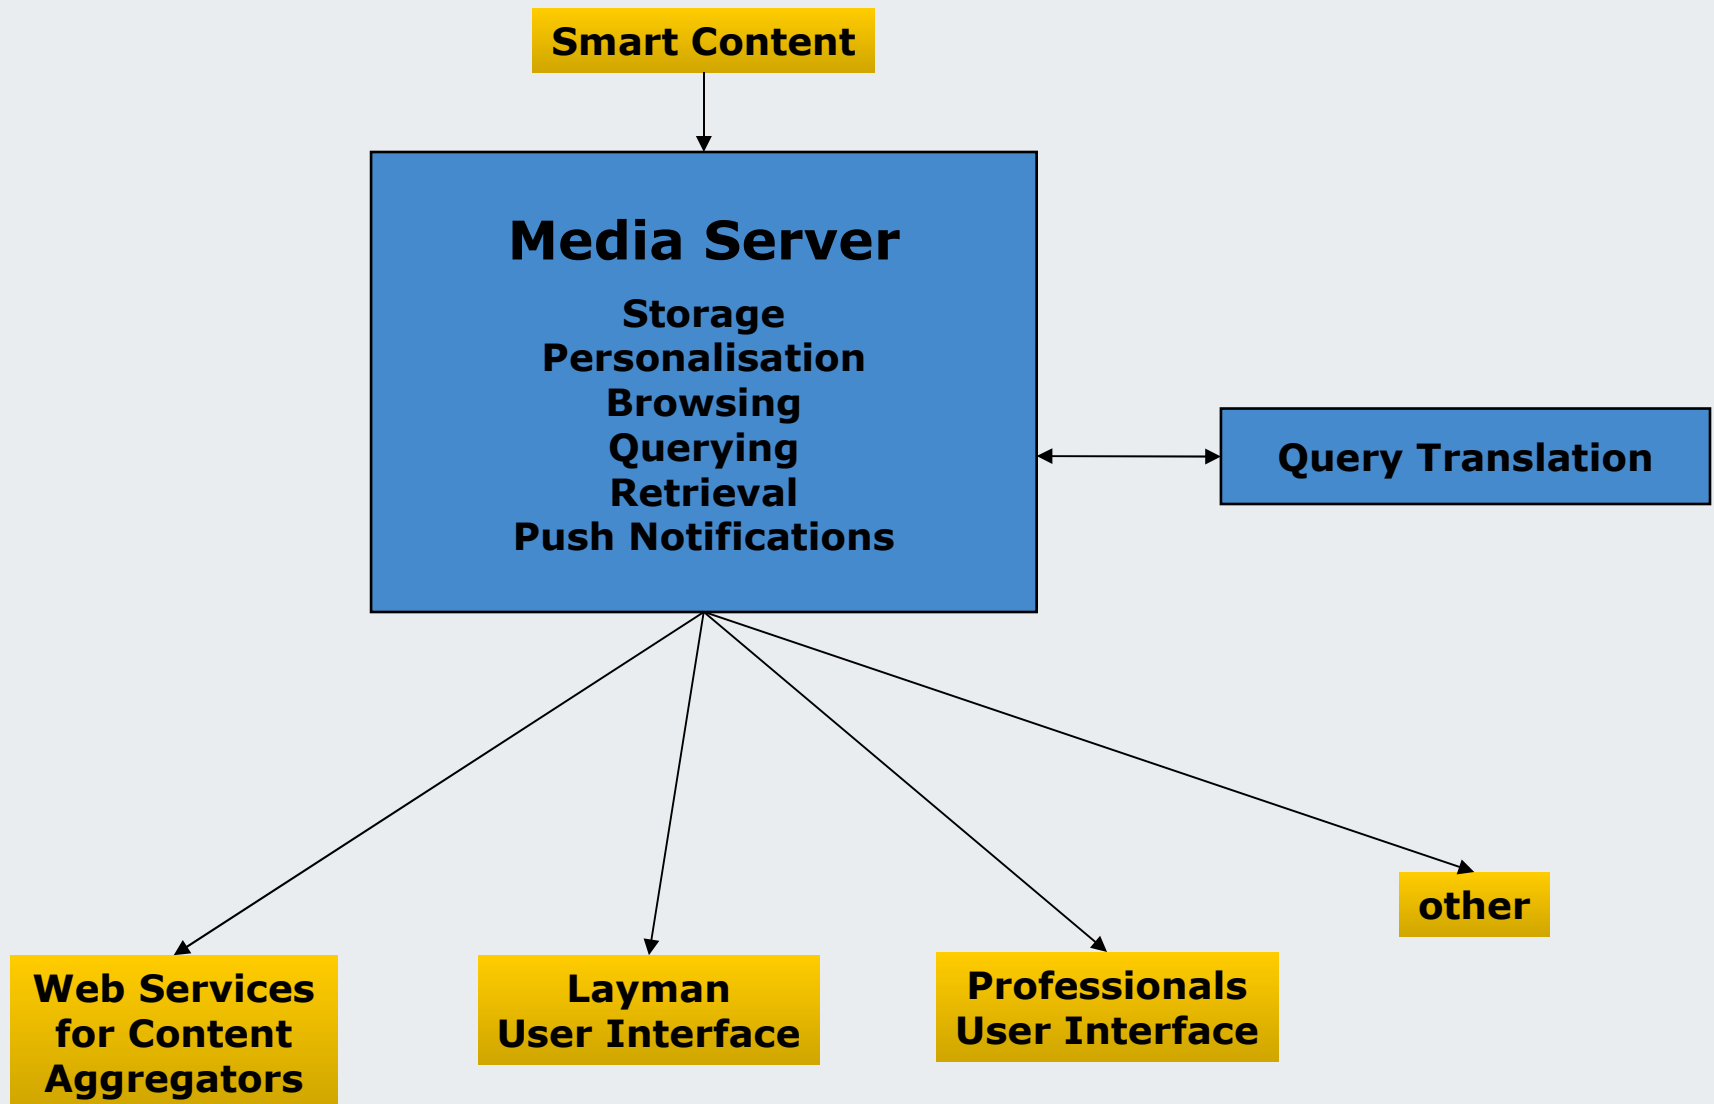 Smart Content
Media Server
Storage
Personalisation
Browsing
Querying
Retrieval
Push Notifications
Query Translation
other
Web Services
for Content
Aggregators
Layman
User Interface
Professionals
User Interface